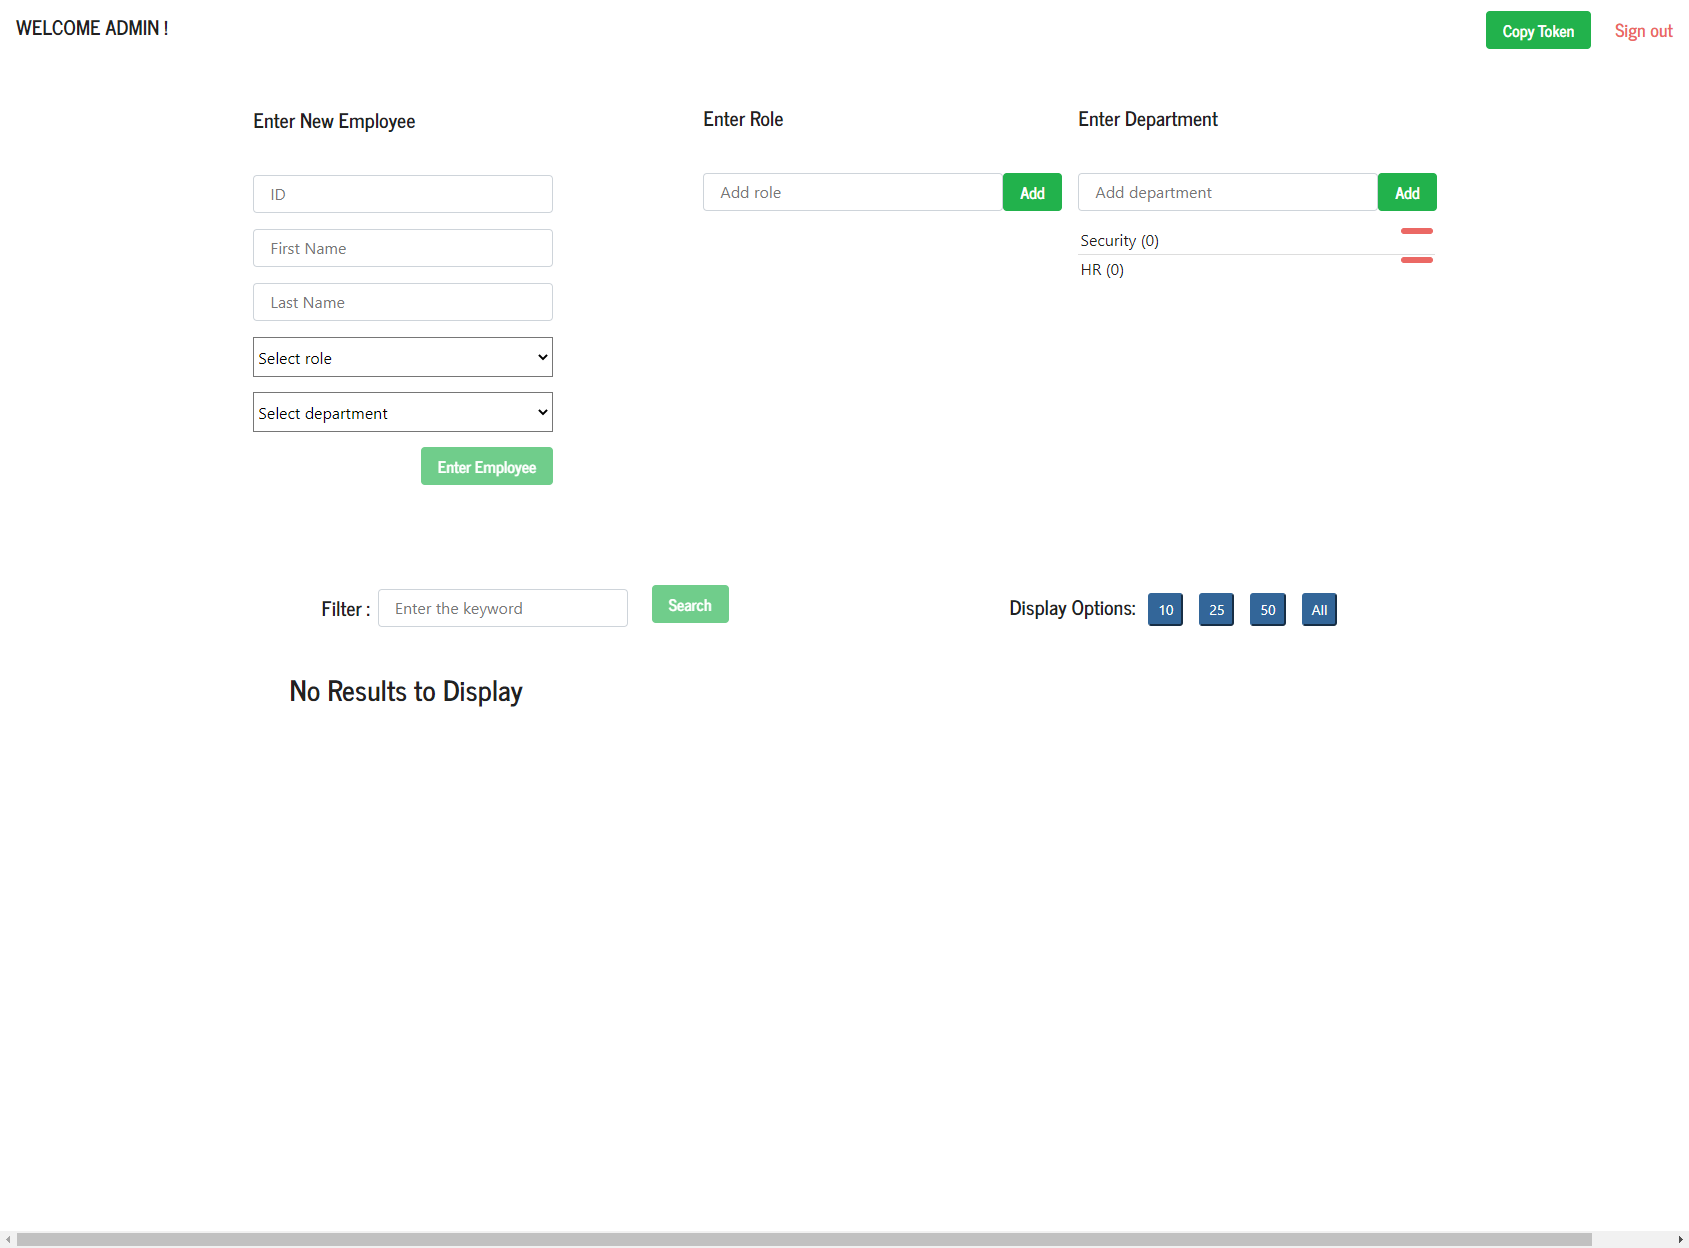 WELCOME ADMIN !
Copy Token
Sign out
Enter New Employee
Enter Role
Enter Department
ID
Add role
Add
Add department
Add
First Name
Security (0)
HR (0)
Last Name
Select role
Select department
Enter Employee
Filter :
Enter the keyword
Search
Display Options:
10
25
50
All
No Results to Display